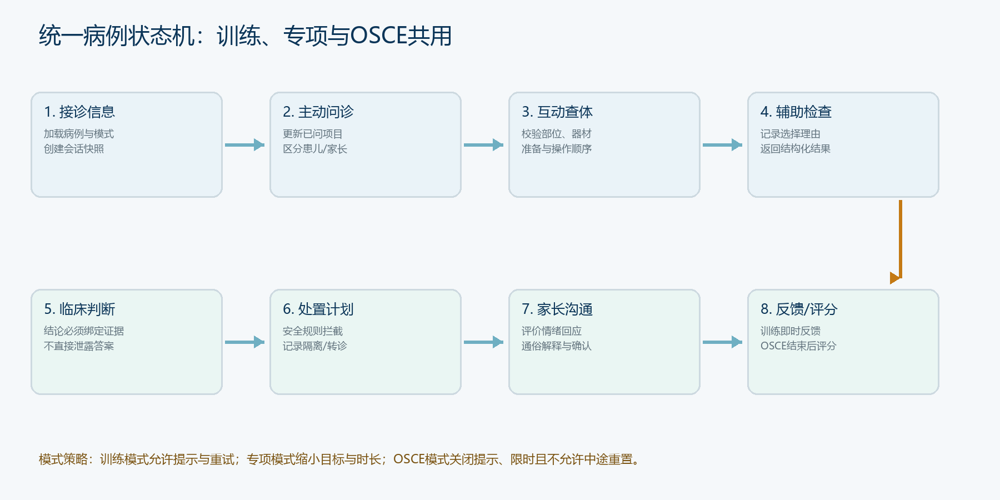 统一病例状态机：训练、专项与OSCE共用
1. 接诊信息
加载病例与模式
创建会话快照
2. 主动问诊
更新已问项目
区分患儿/家长
3. 互动查体
校验部位、器材
准备与操作顺序
4. 辅助检查
记录选择理由
返回结构化结果
5. 临床判断
结论必须绑定证据
不直接泄露答案
6. 处置计划
安全规则拦截
记录隔离/转诊
7. 家长沟通
评价情绪回应
通俗解释与确认
8. 反馈/评分
训练即时反馈
OSCE结束后评分
模式策略：训练模式允许提示与重试；专项模式缩小目标与时长；OSCE模式关闭提示、限时且不允许中途重置。